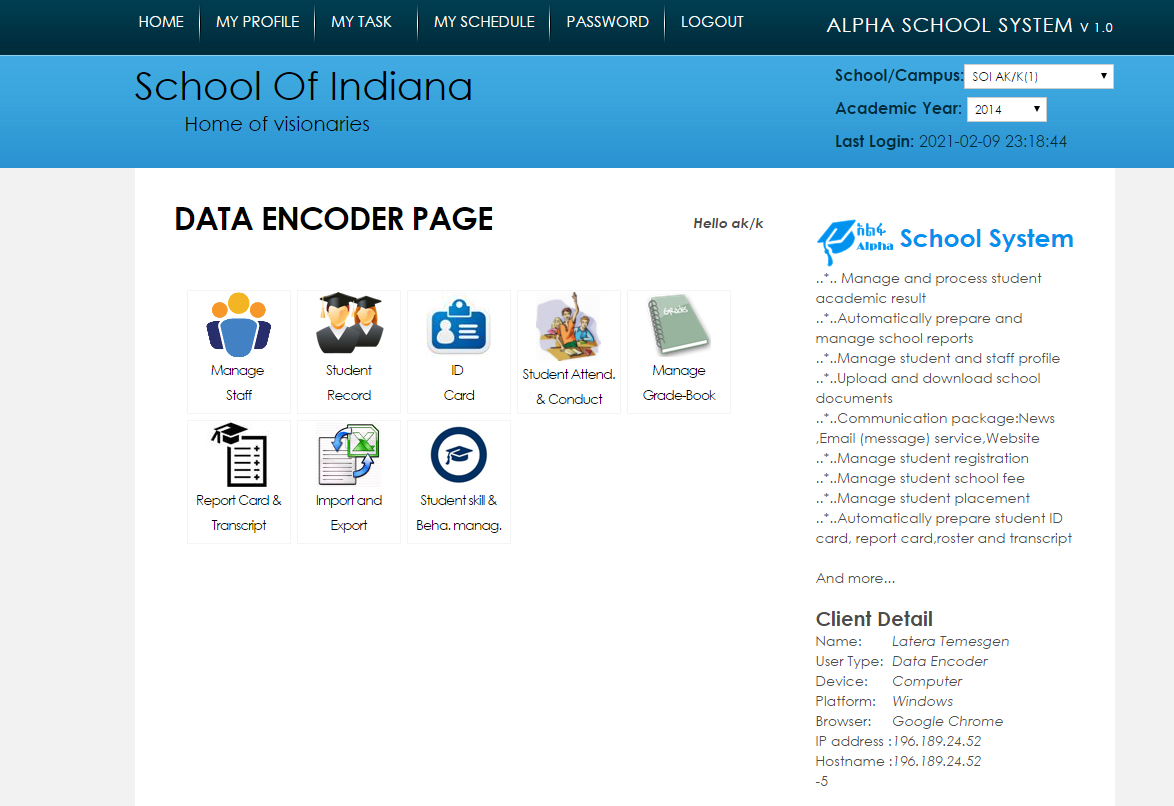 HOME MY PROFILE MY TASK MY SCHEDULE PASSWORD LOGOUT
ALPHA SCHOOL SYSTEM V 1.0
School Of Indiana
Home of visionaries
School/Campus: SOI AK/K(1)
Academic Year: 2014
Last Login: 2021-02-09 23:18:44
DATA ENCODER PAGE
Hello ak/k
Manage
Staff
Student
Record
ID
Card
Student Attend.
& Conduct
GRADES
Manage
Grade-Book
Report Card &
Transcript
Import and
Export
Student skill &
Beha. manag.
አልፋ
Alpha
School System
..*.. Manage and process student
academic result
..*..Automatically prepare and
manage school reports
..*..Manage student and staff profile
..*..Upload and download school
documents
..*..Communication package:News
,Email (message) service,Website
..*..Manage student registration
..*..Manage student school fee
..*..Manage student placement
..*..Automatically prepare student ID
card, report card,roster and transcript
And more...
Client Detail
Name: Latera Temesgen
User Type: Data Encoder
Device: Computer
Platform: Windows
Browser: Google Chrome
IP address :196.189.24.52
Hostname :196.189.24.52
-5